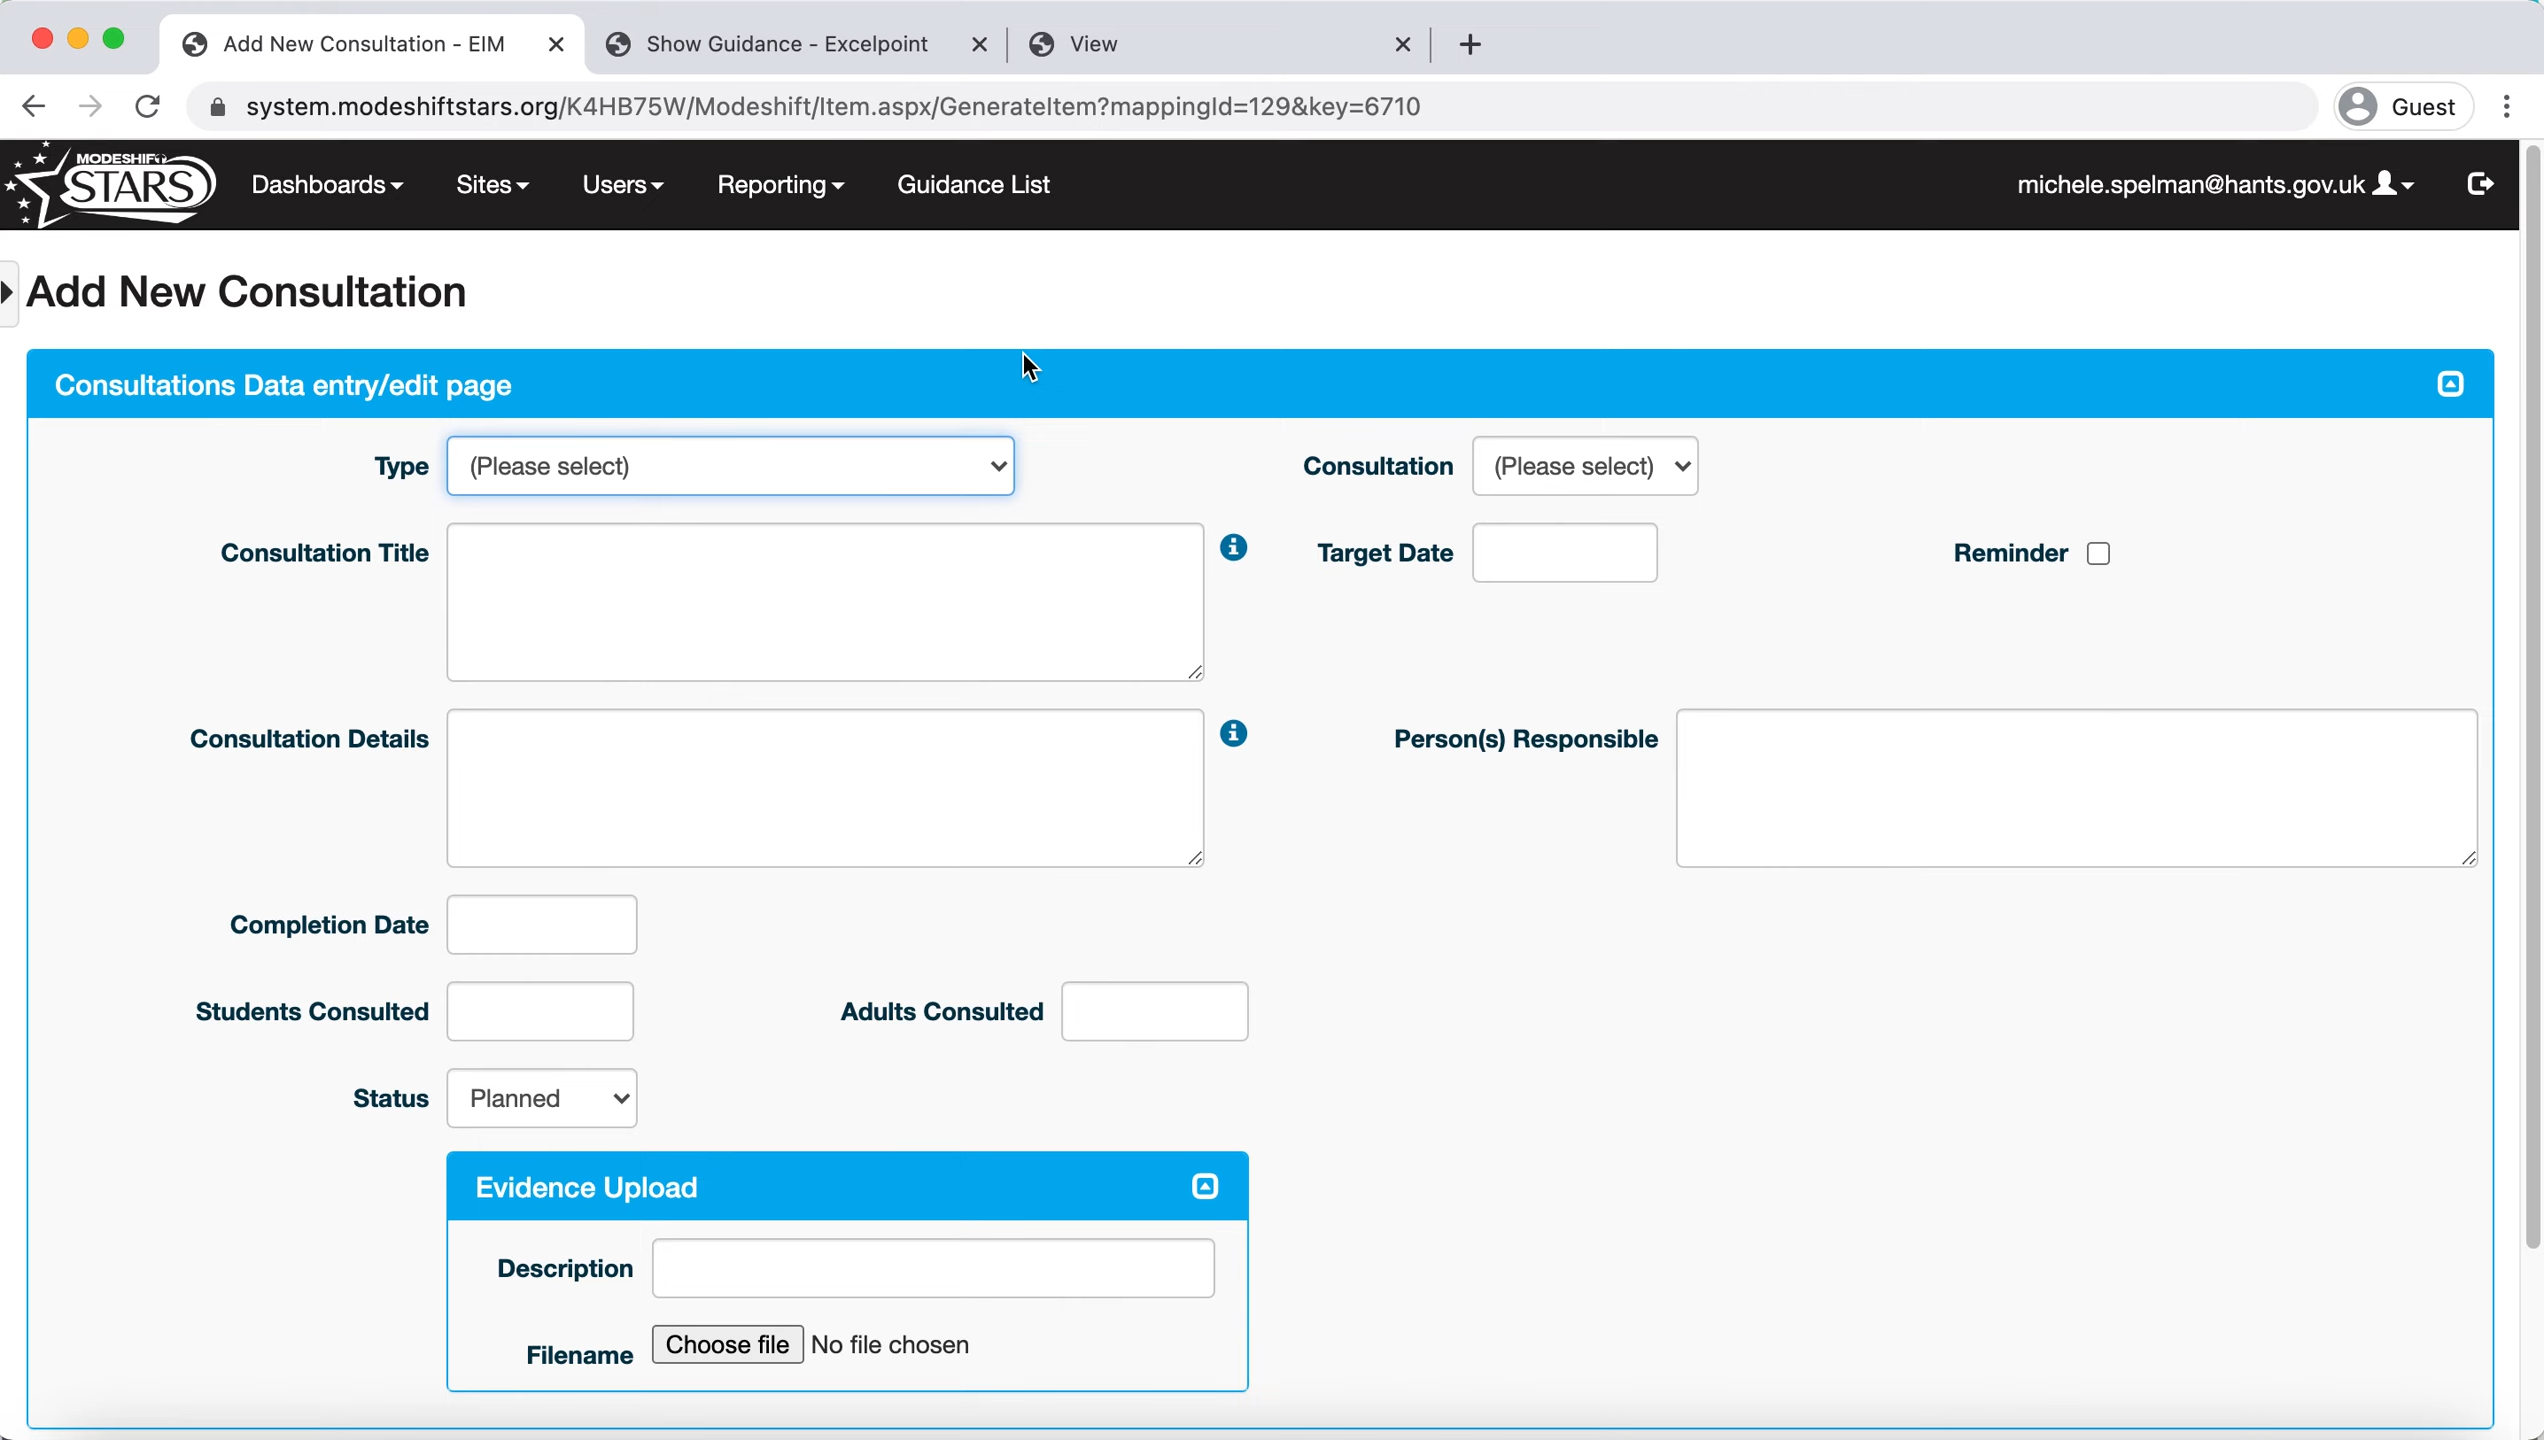 Add New Consultation - EIM
Show Guidance - Excelpoint
View
system.modeshiftstars.org/K4HB75W/Modeshift/Item.aspx/GenerateItem?mappingId=129&key=6710
Guest
MODESHIFT
STARS
Dashboards
Sites
Users
Reporting
Guidance List
michele.spelman@hants.gov.uk
Add New Consultation
Consultations Data entry/edit page
Type (Please select)
Consultation (Please select)
Consultation Title
Target Date
Reminder
Consultation Details
Person(s) Responsible
Completion Date
Students Consulted
Adults Consulted
Status Planned
Evidence Upload
Description
Filename Choose file No file chosen